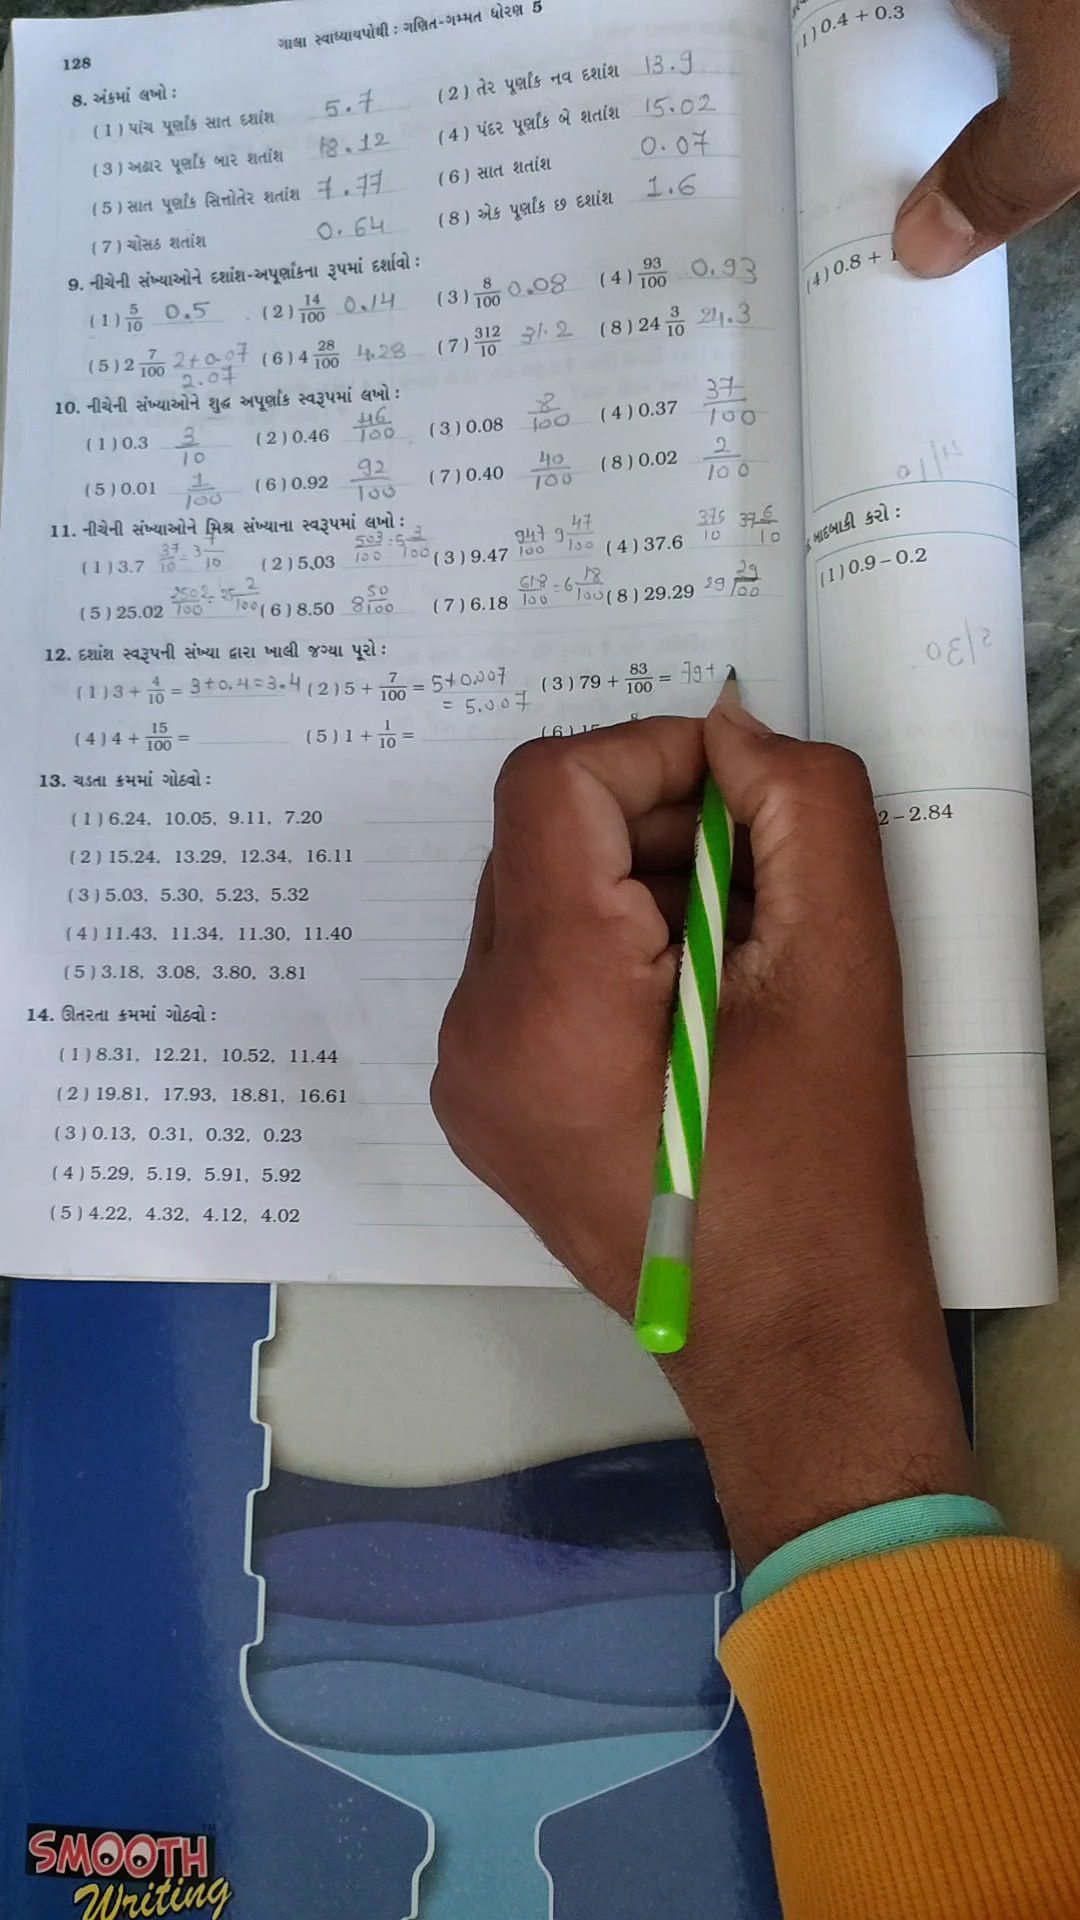 ગાલા સ્વાધ્યાયપોથી : ગણિત-ગમ્મત ધોરણ 5
128
8. અંકમાં લખો :
(1) પાંચ પૂર્ણાંક સાત દશાંશ 5.7 (2) તેર પૂર્ણાંક નવ દશાંશ 13.9
(3) અઢાર પૂર્ણાંક બાર શતાંશ 18.12 (4) પંદર પૂર્ણાંક બે શતાંશ 15.02
(5) સાત પૂર્ણાંક સિત્તોતેર શતાંશ 7.77 (6) સાત શતાંશ 0.07
(7) ચોસઠ શતાંશ 0.64 (8) એક પૂર્ણાંક છ દશાંશ 1.6
9. નીચેની સંખ્યાઓને દશાંશ-અપૂર્ણાંકના રૂપમાં દર્શાવો :
(1) 5/10 0.5 (2) 14/100 0.14 (3) 8/100 0.08 (4) 93/100 0.93
(5) 2 7/100 2+0.07 (6) 4 28/100 4.28 (7) 312/10 31.2 (8) 24 3/10 24.3
2.07
10. નીચેની સંખ્યાઓને શુદ્ધ અપૂર્ણાંક સ્વરૂપમાં લખો :
(1) 0.3 3/10 (2) 0.46 46/100 (3) 0.08 8/100 (4) 0.37 37/100
(5) 0.01 1/100 (6) 0.92 92/100 (7) 0.40 40/100 (8) 0.02 2/100
11. નીચેની સંખ્યાઓને મિશ્ર સંખ્યાના સ્વરૂપમાં લખો :
(1) 3.7 37/10 = 3 7/10 (2) 5.03 503/100 = 5 3/100 (3) 9.47 947/100 9 47/100 (4) 37.6 376/10 37 6/10
(5) 25.02 2502/100 = 25 2/100 (6) 8.50 8 50/100 (7) 6.18 618/100 = 6 18/100 (8) 29.29 29 29/100
12. દશાંશ સ્વરૂપની સંખ્યા દ્વારા ખાલી જગ્યા પૂરો :
(1) 3 + 4/10 = 3+0.4=3.4 (2) 5 + 7/100 = 5+0.007 (3) 79 + 83/100 = 79+
= 5.007
(4) 4 + 15/100 = (5) 1 + 1/10 = (6)
13. ચડતા ક્રમમાં ગોઠવો :
(1) 6.24, 10.05, 9.11, 7.20
(2) 15.24, 13.29, 12.34, 16.11
(3) 5.03, 5.30, 5.23, 5.32
(4) 11.43, 11.34, 11.30, 11.40
(5) 3.18, 3.08, 3.80, 3.81
14. ઊતરતા ક્રમમાં ગોઠવો :
(1) 8.31, 12.21, 10.52, 11.44
(2) 19.81, 17.93, 18.81, 16.61
(3) 0.13, 0.31, 0.32, 0.23
(4) 5.29, 5.19, 5.91, 5.92
(5) 4.22, 4.32, 4.12, 4.02
(1) 0.4 + 0.3
(4) 0.8 +
બાદબાકી કરો :
(1) 0.9 – 0.2
2 – 2.84
SMOOTH
Writing